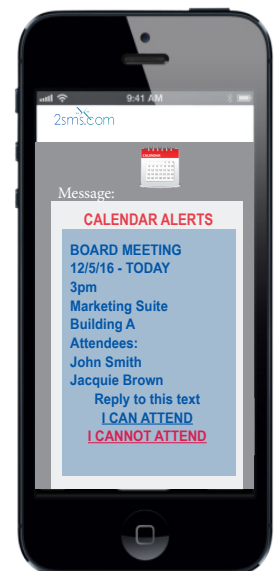 9:41 AM
2sms.com
CALENDAR
Message:
CALENDAR ALERTS
BOARD MEETING
12/5/16 - TODAY
3pm
Marketing Suite
Building A
Attendees:
John Smith
Jacquie Brown
Reply to this text
I CAN ATTEND
I CANNOT ATTEND